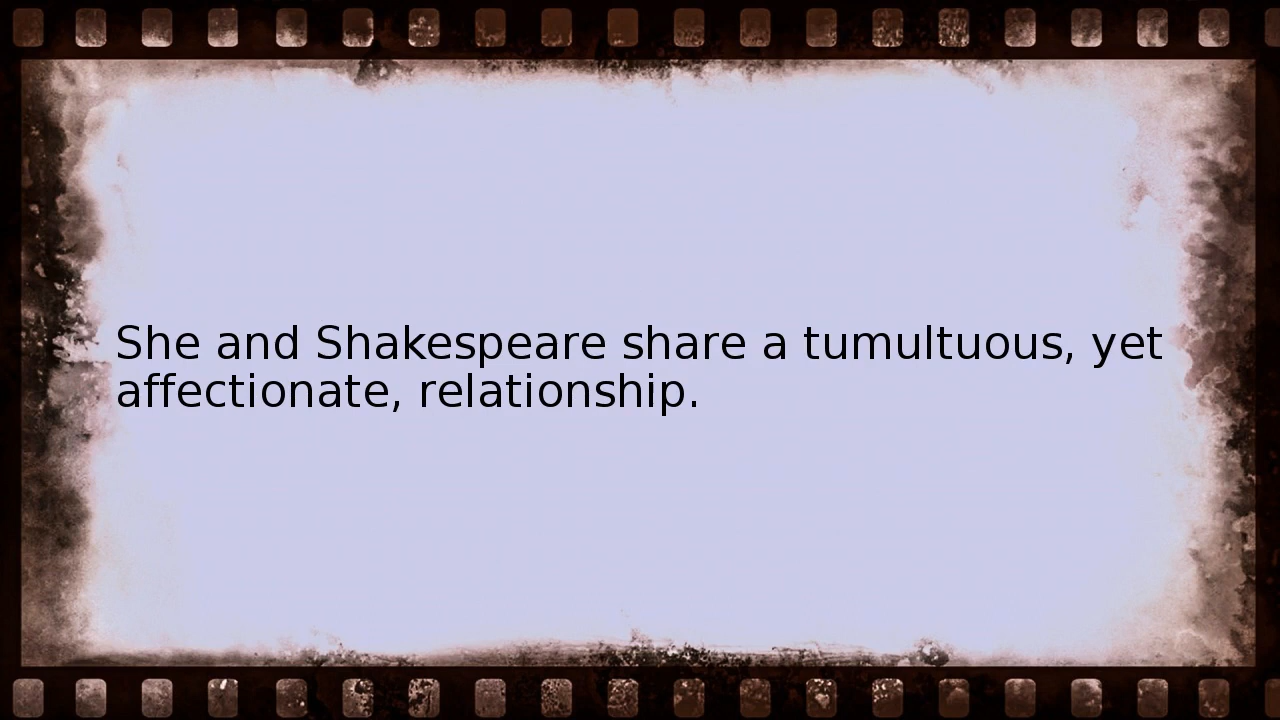 She and Shakespeare share a tumultuous, yet
affectionate, relationship.